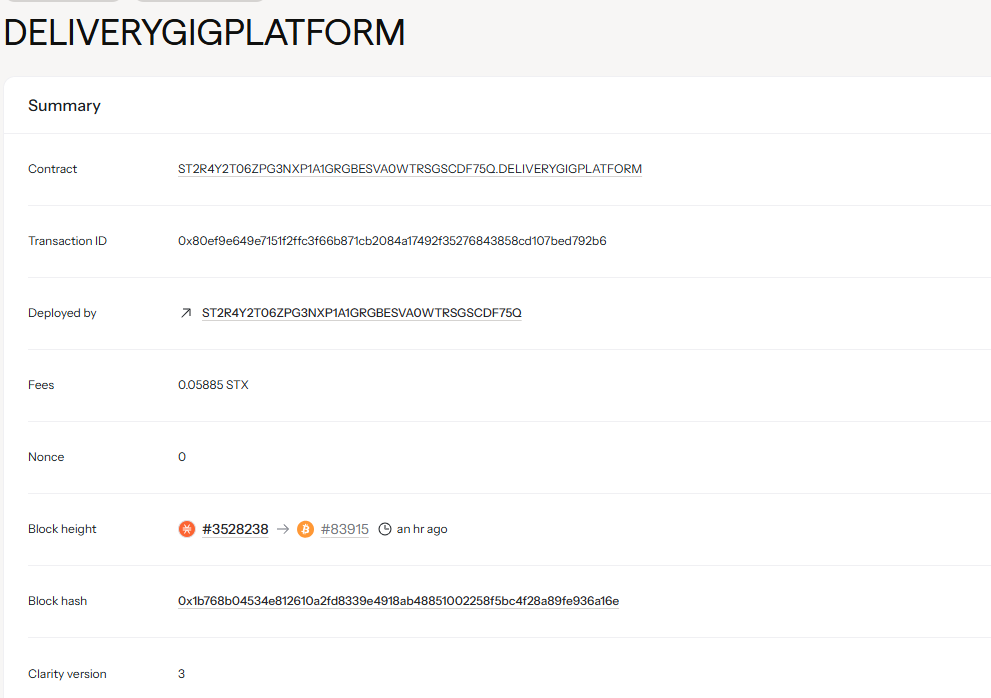 DELIVERYGIGPLATFORM
Summary
Contract ST2R4Y2T06ZPG3NXP1A1GRGBESVA0WTRSGSCDF75Q.DELIVERYGIGPLATFORM
Transaction ID 0x80ef9e649e7151f2ffc3f66b871cb2084a17492f35276843858cd107bed792b6
Deployed by ST2R4Y2T06ZPG3NXP1A1GRGBESVA0WTRSGSCDF75Q
Fees 0.05885 STX
Nonce 0
Block height #3528238 → #83915 an hr ago
Block hash 0x1b768b04534e812610a2fd8339e4918ab48851002258f5bc4f28a89fe936a16e
Clarity version 3